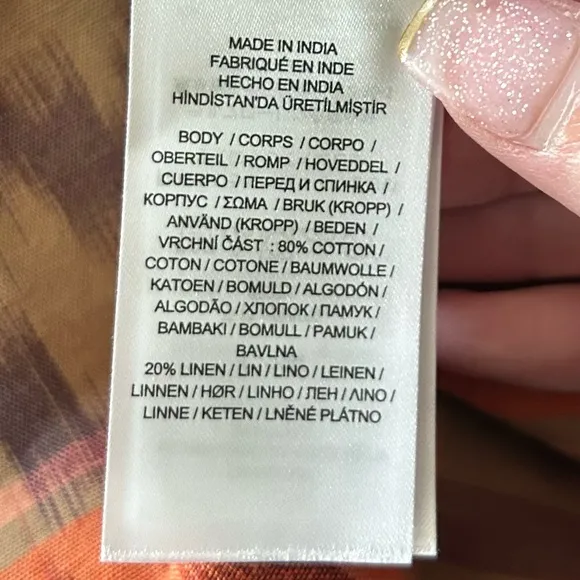 MADE IN INDIA
FABRIQUÉ EN INDE
HECHO EN INDIA
HİNDİSTAN'DA ÜRETİLMİŞTİR
BODY / CORPS / CORPO /
OBERTEIL / ROMP / HOVEDDEL /
CUERPO / ПЕРЕД И СПИНКА /
КОРПУС / ΣΩΜΑ / BRUK (KROPP) /
ANVÄND (KROPP) / BEDEN /
VRCHNÍ ČÁST : 80% COTTON /
COTON / COTONE / BAUMWOLLE /
KATOEN / BOMULD / ALGODÓN /
ALGODÃO / ХЛОПОК / ПАМУК /
BAMBAKI / BOMULL / PAMUK /
BAVLNA
20% LINEN / LIN / LINO / LEINEN /
LINNEN / HØR / LINHO / ЛЕН / ΛΙΝΟ /
LINNE / KETEN / LNĚNÉ PLÁTNO